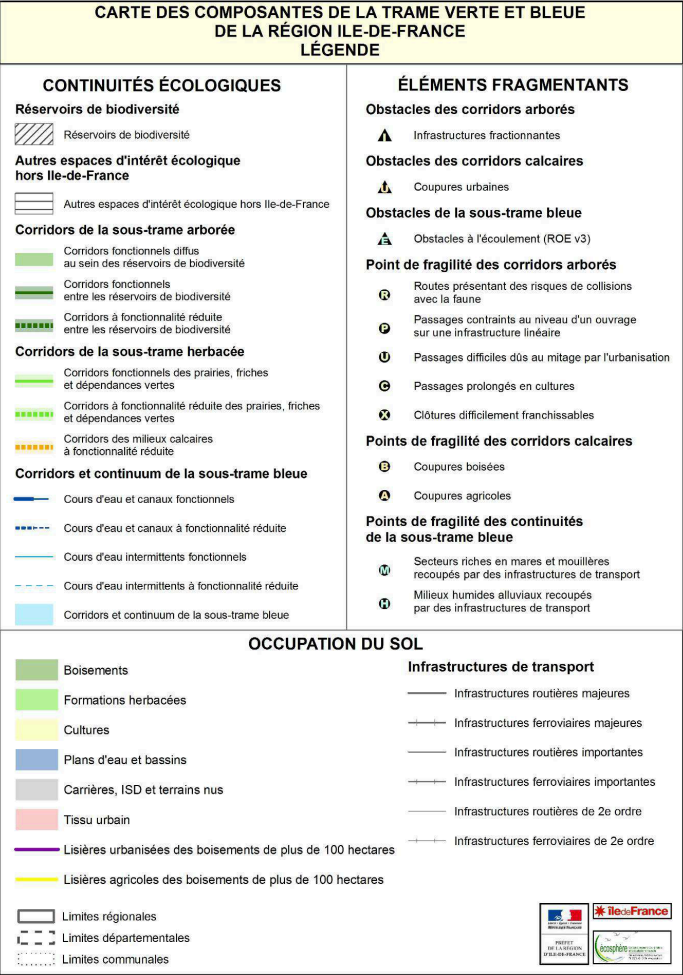 CARTE DES COMPOSANTES DE LA TRAME VERTE ET BLEUE
DE LA RÉGION ILE-DE-FRANCE
LÉGENDE
CONTINUITÉS ÉCOLOGIQUES
Réservoirs de biodiversité
Réservoirs de biodiversité
Autres espaces d'intérêt écologique
hors Ile-de-France
Autres espaces d'intérêt écologique hors Ile-de-France
Corridors de la sous-trame arborée
Corridors fonctionnels diffus
au sein des réservoirs de biodiversité
Corridors fonctionnels
entre les réservoirs de biodiversité
Corridors à fonctionnalité réduite
entre les réservoirs de biodiversité
Corridors de la sous-trame herbacée
Corridors fonctionnels des prairies, friches
et dépendances vertes
Corridors à fonctionnalité réduite des prairies, friches
et dépendances vertes
Corridors des milieux calcaires
à fonctionnalité réduite
Corridors et continuum de la sous-trame bleue
Cours d'eau et canaux fonctionnels
Cours d'eau et canaux à fonctionnalité réduite
Cours d'eau intermittents fonctionnels
Cours d'eau intermittents à fonctionnalité réduite
Corridors et continuum de la sous-trame bleue
ÉLÉMENTS FRAGMENTANTS
Obstacles des corridors arborés
I Infrastructures fractionnantes
Obstacles des corridors calcaires
U Coupures urbaines
Obstacles de la sous-trame bleue
E Obstacles à l'écoulement (ROE v3)
Point de fragilité des corridors arborés
R Routes présentant des risques de collisions
avec la faune
P Passages contraints au niveau d'un ouvrage
sur une infrastructure linéaire
U Passages difficiles dûs au mitage par l'urbanisation
C Passages prolongés en cultures
X Clôtures difficilement franchissables
Points de fragilité des corridors calcaires
B Coupures boisées
A Coupures agricoles
Points de fragilité des continuités
de la sous-trame bleue
M Secteurs riches en mares et mouillères
recoupés par des infrastructures de transport
H Milieux humides alluviaux recoupés
par des infrastructures de transport
OCCUPATION DU SOL
Boisements
Formations herbacées
Cultures
Plans d'eau et bassins
Carrières, ISD et terrains nus
Tissu urbain
Lisières urbanisées des boisements de plus de 100 hectares
Lisières agricoles des boisements de plus de 100 hectares
Limites régionales
Limites départementales
Limites communales
Infrastructures de transport
Infrastructures routières majeures
Infrastructures ferroviaires majeures
Infrastructures routières importantes
Infrastructures ferroviaires importantes
Infrastructures routières de 2e ordre
Infrastructures ferroviaires de 2e ordre
PRÉFET
DE LA RÉGION
D'ILE-DE-FRANCE
île de France
écosphère